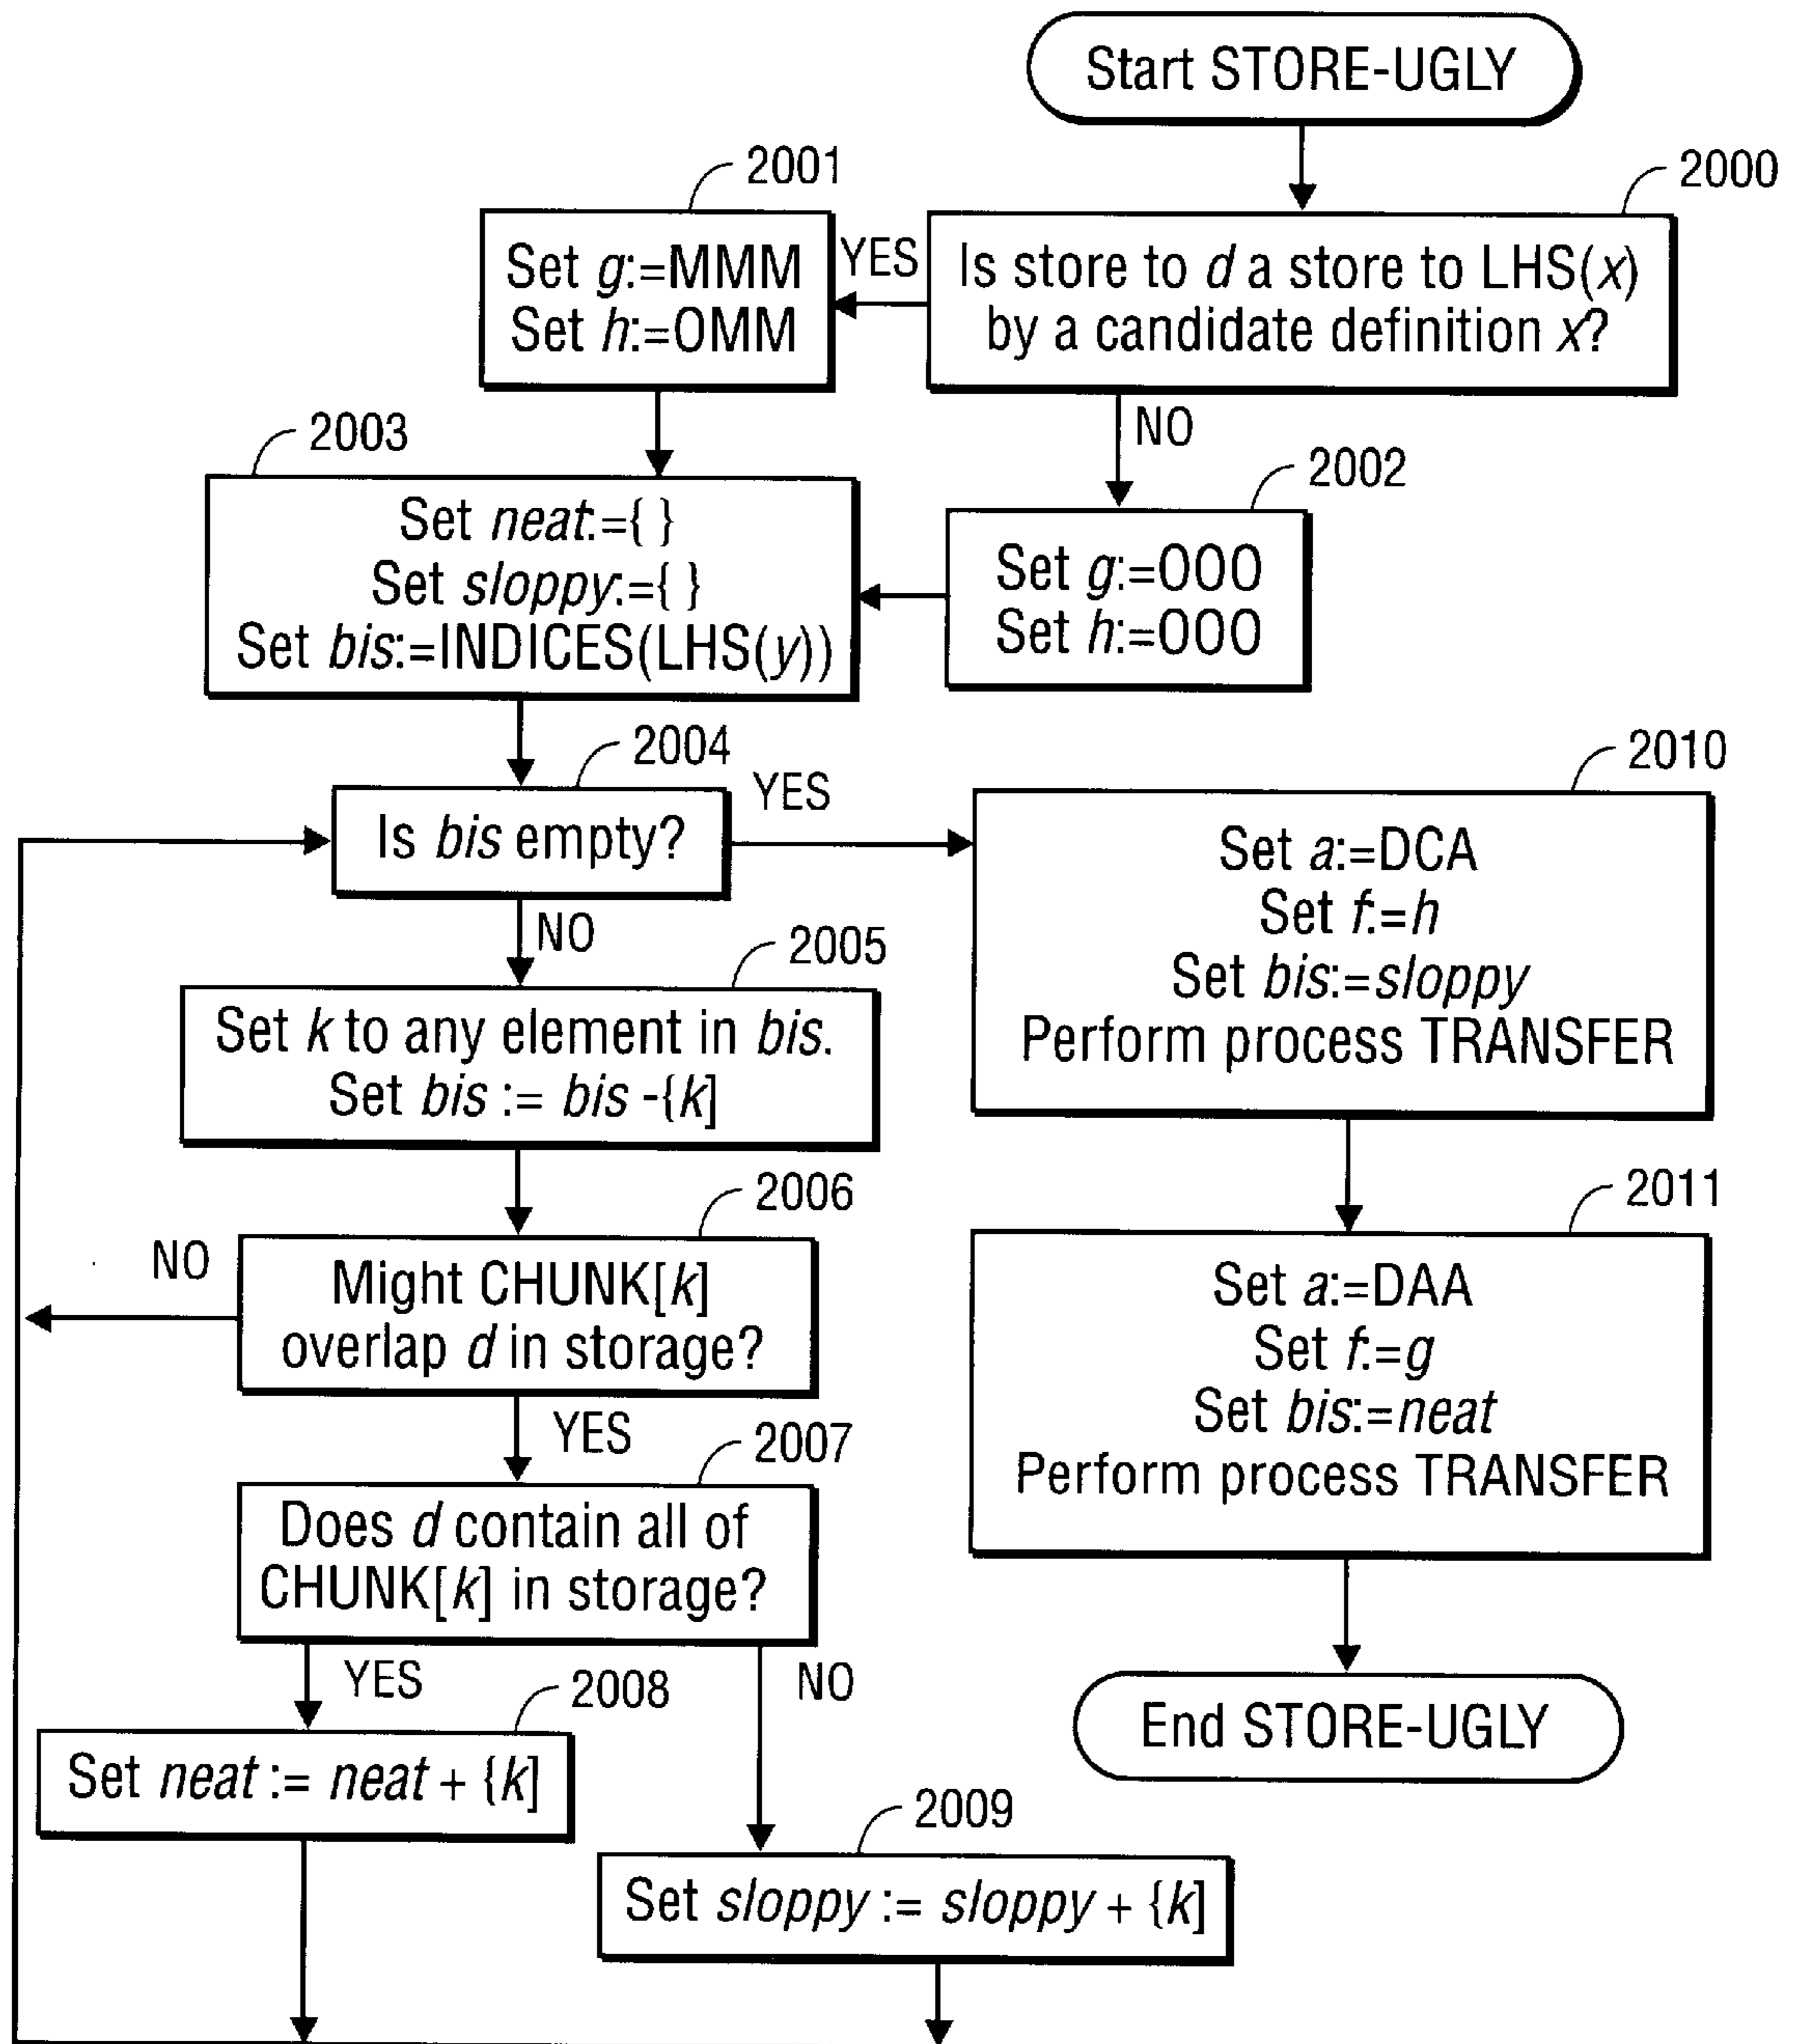 Start STORE-UGLY
2000
Is store to d a store to LHS(x)
by a candidate definition x?
YES
2001
Set g:=MMM
Set h:=OMM
NO
2002
Set g:=OOO
Set h:=OOO
2003
Set neat:={ }
Set sloppy:={ }
Set bis:=INDICES(LHS(y))
2004
Is bis empty?
YES
NO
2005
Set k to any element in bis.
Set bis := bis -{k]
2006
Might CHUNK[k]
overlap d in storage?
NO
YES
2007
Does d contain all of
CHUNK[k] in storage?
YES
NO
2008
Set neat := neat + {k]
2009
Set sloppy := sloppy + {k]
2010
Set a:=DCA
Set f:=h
Set bis:=sloppy
Perform process TRANSFER
2011
Set a:=DAA
Set f:=g
Set bis:=neat
Perform process TRANSFER
End STORE-UGLY